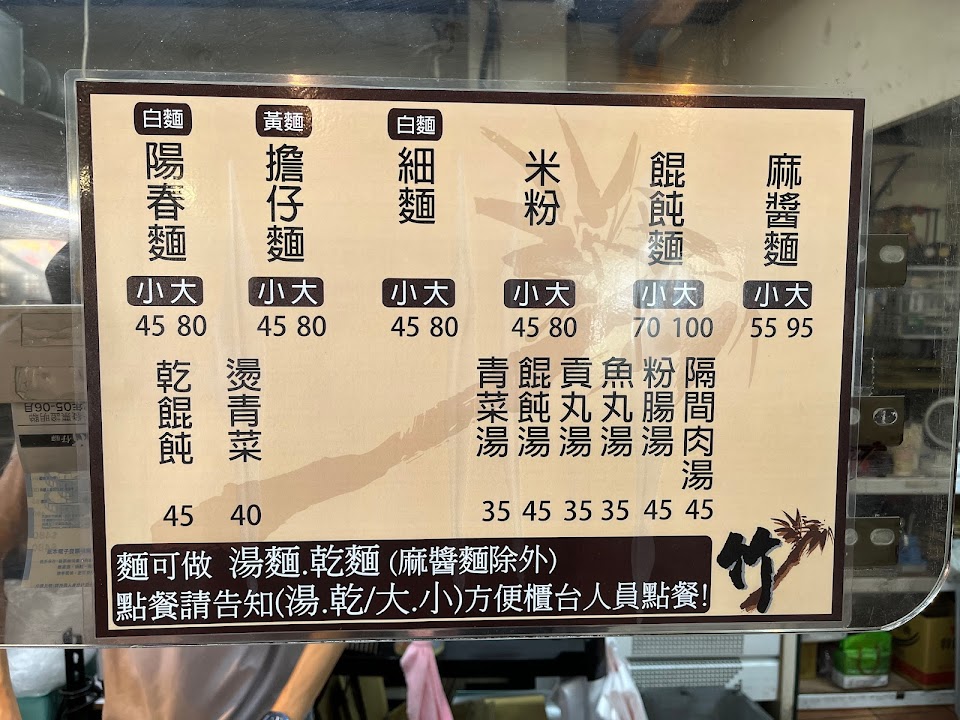 白麵
陽春麵
小 大
45 80
黃麵
擔仔麵
小 大
45 80
白麵
細麵
小 大
45 80
米粉
小 大
45 80
餛飩麵
小 大
70 100
麻醬麵
小 大
55 95
乾餛飩
45
燙青菜
40
青菜湯
35
餛飩湯
45
貢丸湯
35
魚丸湯
35
粉腸湯
45
隔間肉湯
45
麵可做 湯麵.乾麵 (麻醬麵除外)
點餐請告知(湯.乾/大.小)方便櫃台人員點餐!
竹